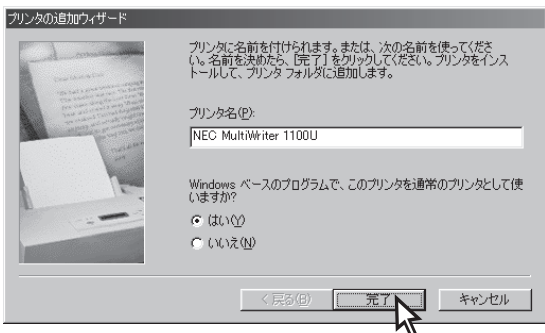 プリンタの追加ウィザード
プリンタに名前を付けられます。または、次の名前を使ってくださ
い。名前を決めたら、[完了]をクリックしてください。プリンタをインス
トールして、プリンタ フォルダに追加します。
プリンタ名(P):
NEC MultiWriter 1100U
Windows ベースのプログラムで、このプリンタを通常のプリンタとして使
いますか?
はい(Y)
いいえ(N)
< 戻る(B)
完了
キャンセル